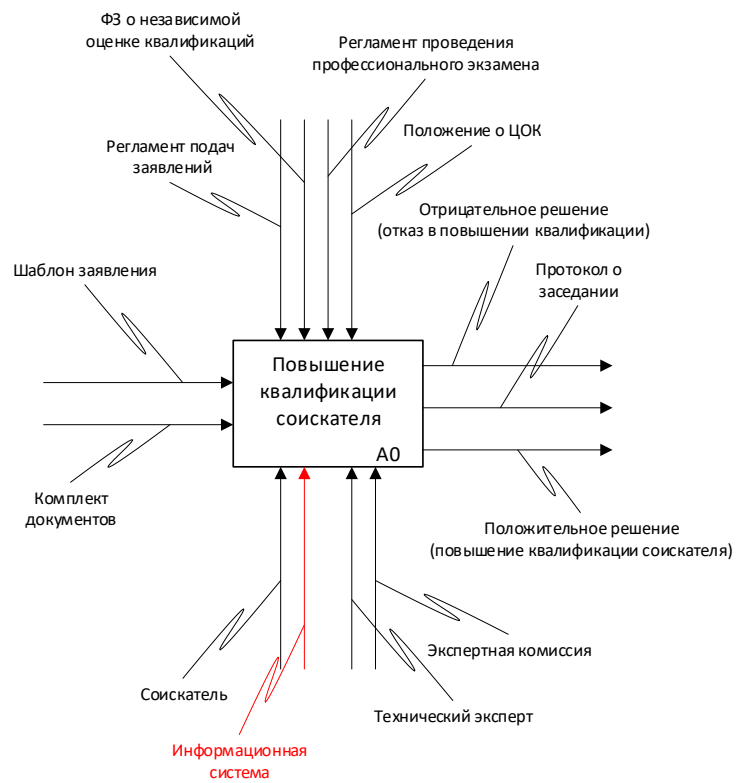 ФЗ о независимой
оценке квалификаций
Регламент проведения
профессионального экзамена
Регламент подач
заявлений
Положение о ЦОК
Отрицательное решение
(отказ в повышении квалификации)
Шаблон заявления
Протокол о
заседании
Повышение
квалификации
соискателя
A0
Комплект
документов
Положительное решение
(повышение квалификации соискателя)
Соискатель
Экспертная комиссия
Технический эксперт
Информационная
система